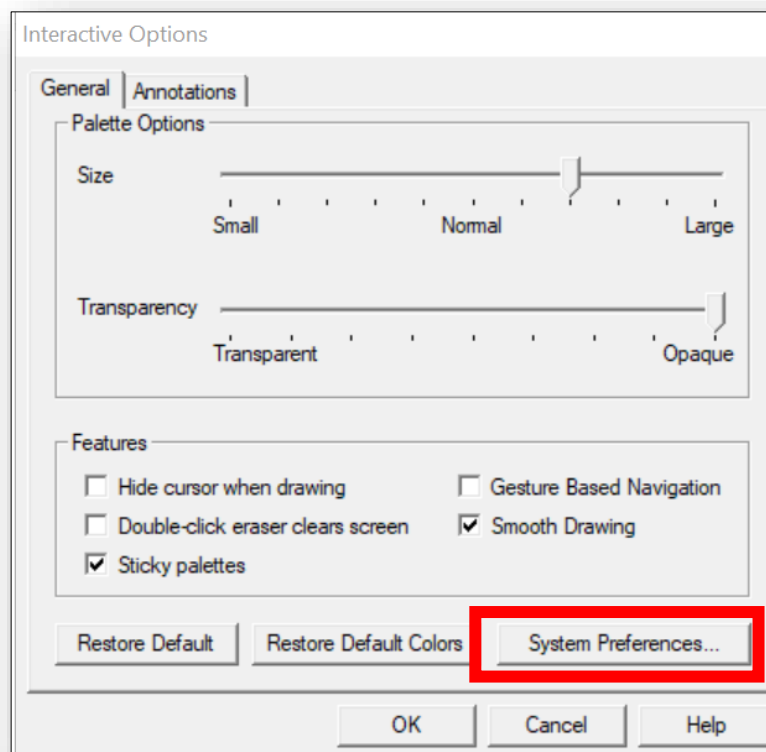 Interactive Options
General Annotations
Palette Options
Size
Small Normal Large
Transparency
Transparent Opaque
Features
Hide cursor when drawing Gesture Based Navigation
Double-click eraser clears screen Smooth Drawing
Sticky palettes
Restore Default Restore Default Colors System Preferences...
OK Cancel Help